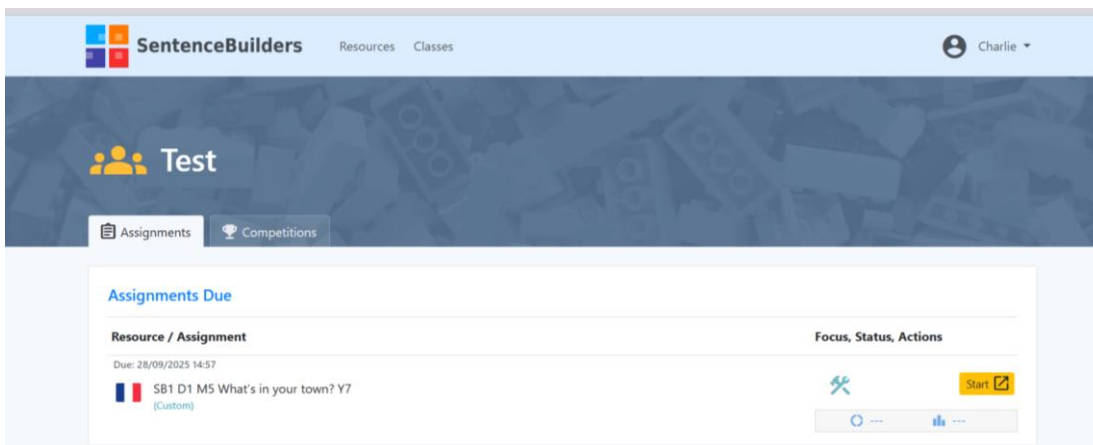 SentenceBuilders Resources Classes Charlie
Test
Assignments Competitions
Assignments Due
Resource / Assignment Focus, Status, Actions
Due: 28/09/2025 14:57
SB1 D1 M5 What's in your town? Y7 Start
(Custom)
--- ---